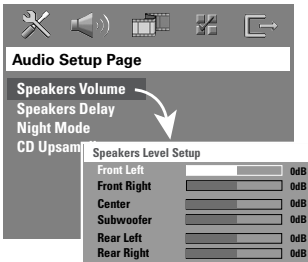 Audio Setup Page
Speakers Volume
Speakers Delay
Night Mode
CD Upsam
Speakers Level Setup
Front Left 0dB
Front Right 0dB
Center 0dB
Subwoofer 0dB
Rear Left 0dB
Rear Right 0dB